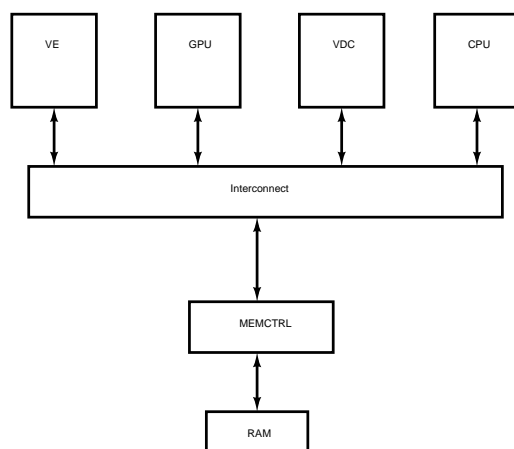 VE
GPU
VDC
CPU
Interconnect
MEMCTRL
RAM